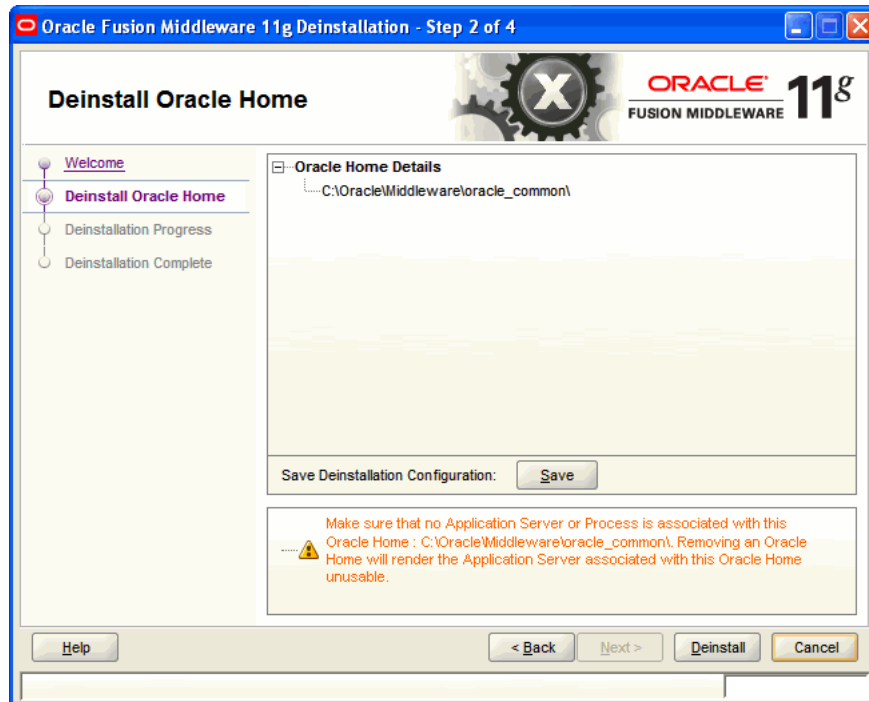 Oracle Fusion Middleware 11g Deinstallation - Step 2 of 4
Deinstall Oracle Home
X
ORACLE®
FUSION MIDDLEWARE
11g
Welcome
Deinstall Oracle Home
Deinstallation Progress
Deinstallation Complete
Oracle Home Details
C:\Oracle\Middleware\oracle_common\
Save Deinstallation Configuration:
Save
Make sure that no Application Server or Process is associated with this
Oracle Home : C:\Oracle\Middleware\oracle_common\. Removing an Oracle
Home will render the Application Server associated with this Oracle Home
unusable.
Help
< Back
Next >
Deinstall
Cancel